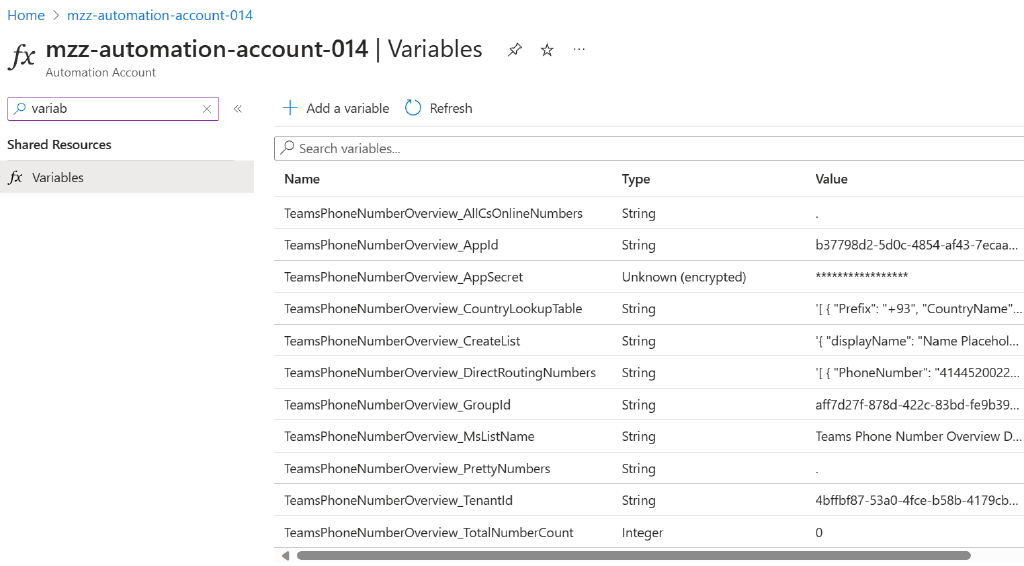 Home > mzz-automation-account-014
fx mzz-automation-account-014 | Variables ...
Automation Account
variab × «
+ Add a variable Refresh
Shared Resources
Search variables...
fx Variables
Name Type Value
TeamsPhoneNumberOverview_AllCsOnlineNumbers String .
TeamsPhoneNumberOverview_AppId String b37798d2-5d0c-4854-af43-7ecaa...
TeamsPhoneNumberOverview_AppSecret Unknown (encrypted) *****************
TeamsPhoneNumberOverview_CountryLookupTable String '[ { "Prefix": "+93", "CountryName"...
TeamsPhoneNumberOverview_CreateList String '{ "displayName": "Name Placehol...
TeamsPhoneNumberOverview_DirectRoutingNumbers String '[ { "PhoneNumber": "4144520022...
TeamsPhoneNumberOverview_GroupId String aff7d27f-878d-422c-83bd-fe9b39...
TeamsPhoneNumberOverview_MsListName String Teams Phone Number Overview D...
TeamsPhoneNumberOverview_PrettyNumbers String .
TeamsPhoneNumberOverview_TenantId String 4bffbf87-53a0-4fce-b58b-4179cb...
TeamsPhoneNumberOverview_TotalNumberCount Integer 0